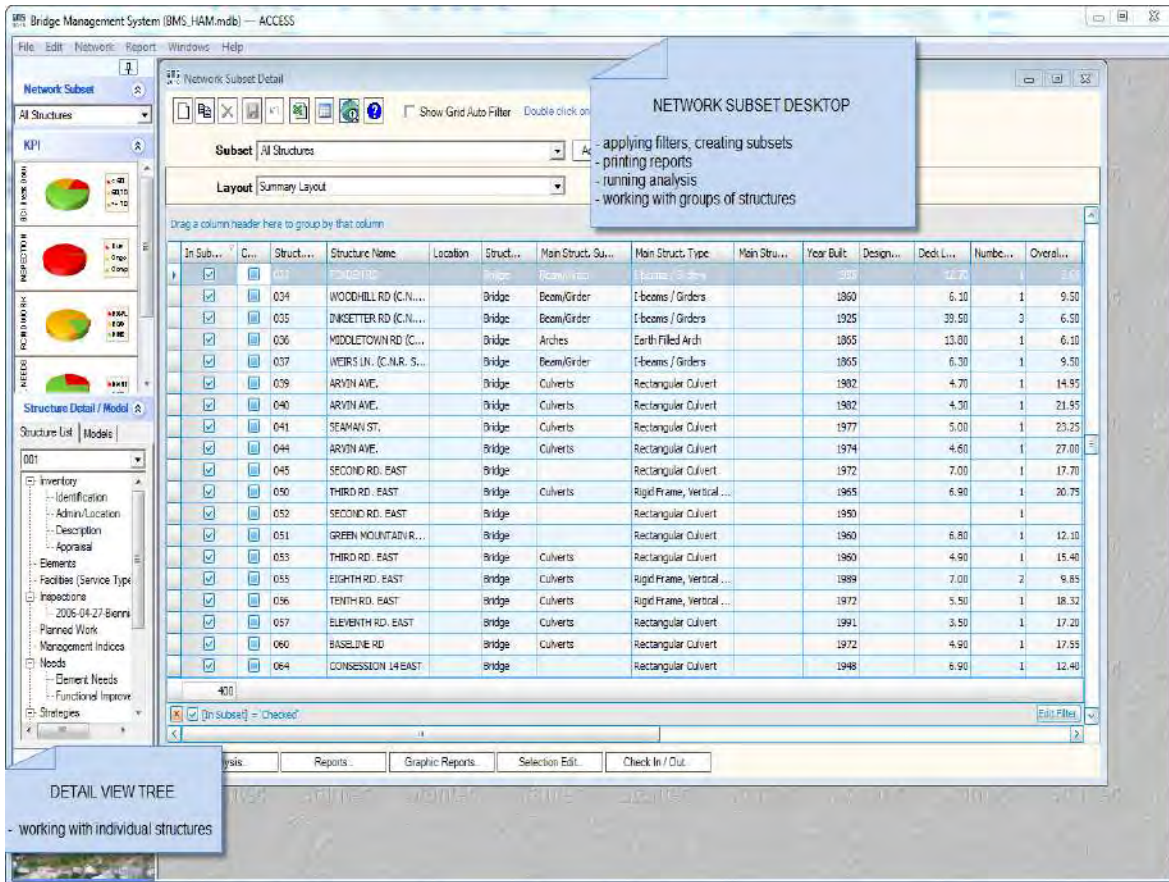 Bridge Management System (BMS_HAM.mdb) — ACCESS
File Edit Network Report Windows Help
Network Subset
All Structures
KPI
INSPECTION
NEEDS
Structure Detail / Model
Structure List Models
001
Inventory
Identification
Admin/Location
Description
Appraisal
Elements
Facilities (Service Type
Inspections
2006-04-27-Bienni
Planned Work
Management Indices
Needs
Element Needs
Functional Improve
Strategies
DETAIL VIEW TREE
- working with individual structures
Network Subset Detail
Show Grid Auto Filter Double click on
Subset All Structures
Layout Summary Layout
NETWORK SUBSET DESKTOP
- applying filters, creating subsets
- printing reports
- running analysis
- working with groups of structures
Drag a column header here to group by that column
In Sub... C... Struct... Structure Name Location Struct... Main Struct. Su... Main Struct. Type Main Stru... Year Built Design... Deck L... Numbe... Overal...
034 WOODHILL RD (C.N.... Bridge Beam/Girder I-beams / Girders 1860 6.10 1 9.50
035 INKSETTER RD (C.N.... Bridge Beam/Girder I-beams / Girders 1925 39.50 3 6.50
036 MIDDLETOWN RD (C... Bridge Arches Earth Filled Arch 1865 13.80 1 6.10
037 WEIRS LN. (C.N.R. S... Bridge Beam/Girder I-beams / Girders 1865 6.30 1 9.50
039 ARVIN AVE. Bridge Culverts Rectangular Culvert 1982 4.70 1 14.95
040 ARVIN AVE. Bridge Culverts Rectangular Culvert 1982 4.30 1 21.95
041 SEAMAN ST. Bridge Culverts Rectangular Culvert 1977 5.00 1 23.25
044 ARVIN AVE. Bridge Culverts Rectangular Culvert 1974 4.60 1 27.00
045 SECOND RD. EAST Bridge Rectangular Culvert 1972 7.00 1 17.70
050 THIRD RD. EAST Bridge Culverts Rigid Frame, Vertical ... 1965 6.90 1 20.75
052 SECOND RD. EAST Bridge Rectangular Culvert 1950 1
051 GREEN MOUNTAIN R... Bridge Rectangular Culvert 1960 6.80 1 12.10
053 THIRD RD. EAST Bridge Culverts Rectangular Culvert 1960 4.90 1 15.40
055 EIGHTH RD. EAST Bridge Culverts Rigid Frame, Vertical ... 1989 7.00 2 9.85
056 TENTH RD. EAST Bridge Culverts Rigid Frame, Vertical ... 1972 5.50 1 18.32
057 ELEVENTH RD. EAST Bridge Culverts Rectangular Culvert 1991 3.50 1 17.20
060 BASELINE RD Bridge Culverts Rectangular Culvert 1972 4.90 1 17.55
064 CONSESSION 14 EAST Bridge Rectangular Culvert 1948 6.90 1 12.40
400
[In Subset] = 'Checked' Edit Filter
Reports... Graphic Reports... Selection Edit... Check In / Out...